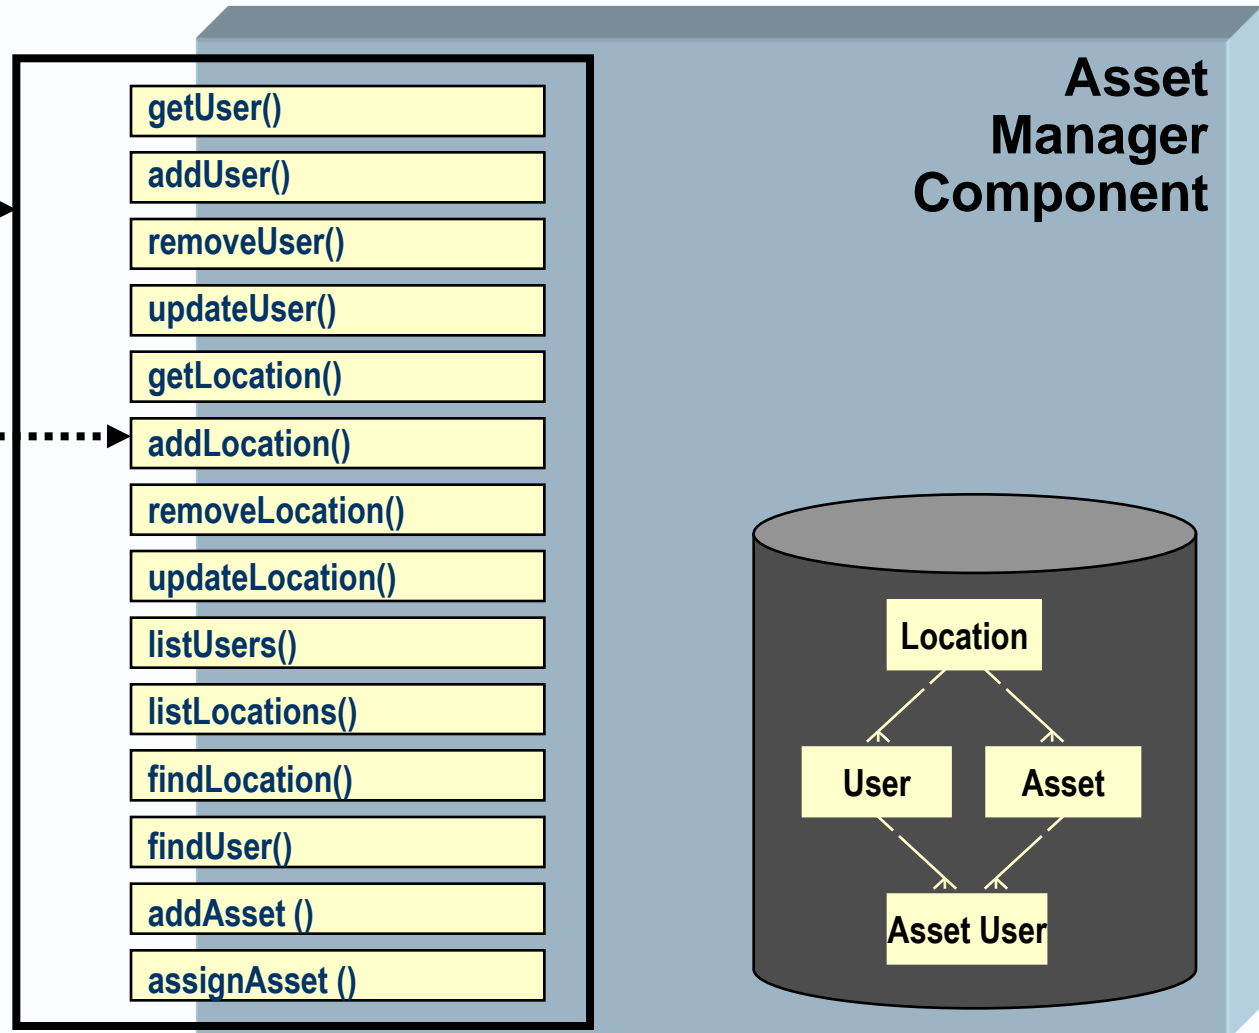 getUser()
addUser()
removeUser()
updateUser()
getLocation()
addLocation()
removeLocation()
updateLocation()
listUsers()
listLocations()
findLocation()
findUser()
addAsset ()
assignAsset ()
Asset
Manager
Component
Location
User Asset
Asset User